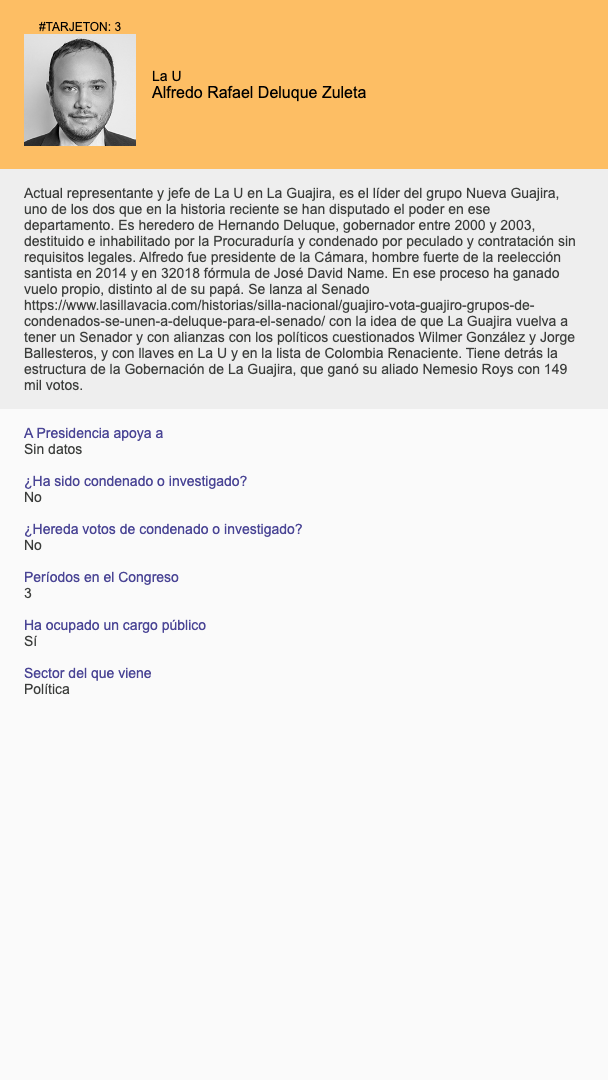 #TARJETON: 3
La U
Alfredo Rafael Deluque Zuleta
Actual representante y jefe de La U en La Guajira, es el líder del grupo Nueva Guajira,
uno de los dos que en la historia reciente se han disputado el poder en ese
departamento. Es heredero de Hernando Deluque, gobernador entre 2000 y 2003,
destituido e inhabilitado por la Procuraduría y condenado por peculado y contratación sin
requisitos legales. Alfredo fue presidente de la Cámara, hombre fuerte de la reelección
santista en 2014 y en 32018 fórmula de José David Name. En ese proceso ha ganado
vuelo propio, distinto al de su papá. Se lanza al Senado
https://www.lasillavacia.com/historias/silla-nacional/guajiro-vota-guajiro-grupos-de-
condenados-se-unen-a-deluque-para-el-senado/ con la idea de que La Guajira vuelva a
tener un Senador y con alianzas con los políticos cuestionados Wilmer González y Jorge
Ballesteros, y con llaves en La U y en la lista de Colombia Renaciente. Tiene detrás la
estructura de la Gobernación de La Guajira, que ganó su aliado Nemesio Roys con 149
mil votos.
A Presidencia apoya a
Sin datos
¿Ha sido condenado o investigado?
No
¿Hereda votos de condenado o investigado?
No
Períodos en el Congreso
3
Ha ocupado un cargo público
Sí
Sector del que viene
Política